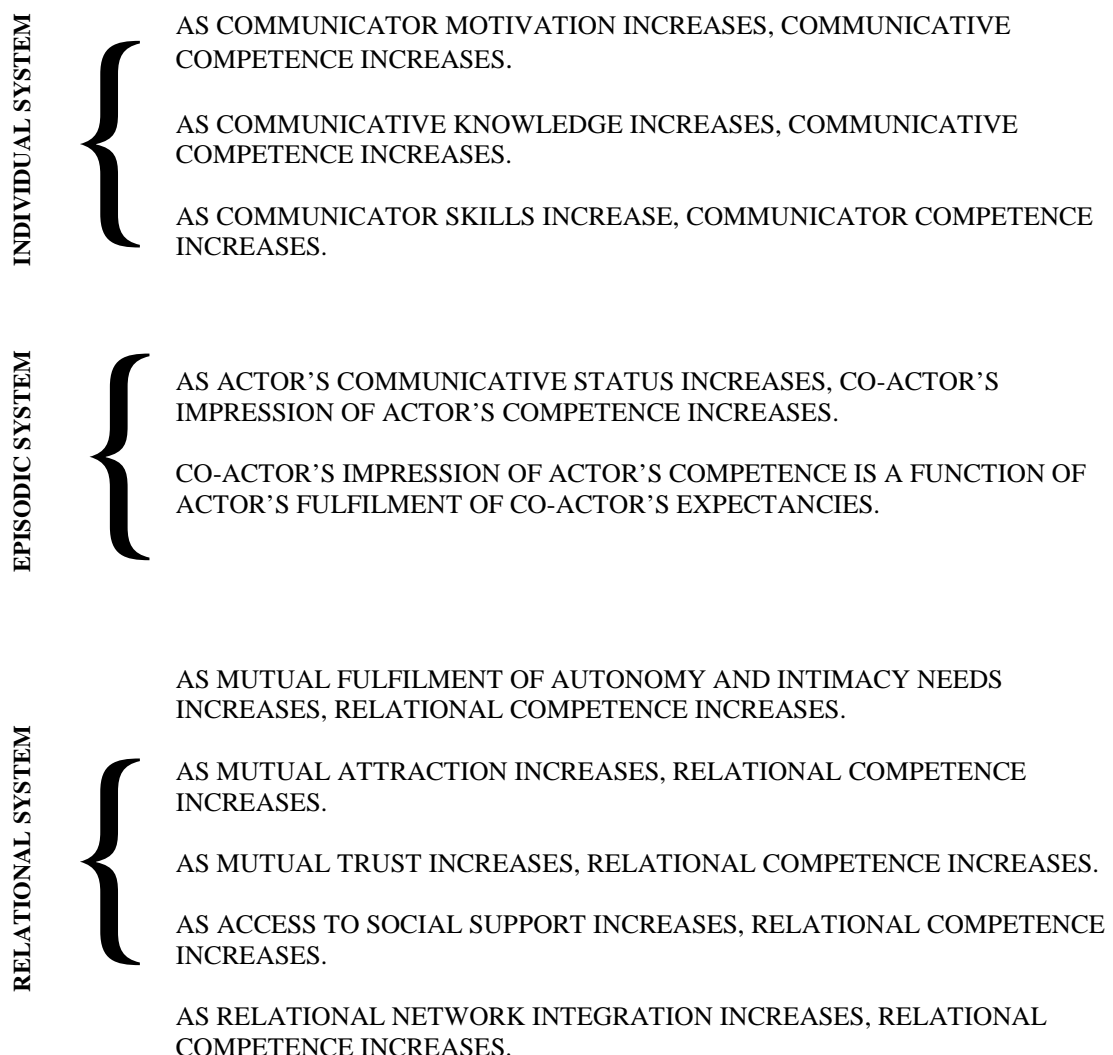 INDIVIDUAL SYSTEM
AS COMMUNICATOR MOTIVATION INCREASES, COMMUNICATIVE
COMPETENCE INCREASES.
AS COMMUNICATIVE KNOWLEDGE INCREASES, COMMUNICATIVE
COMPETENCE INCREASES.
AS COMMUNICATOR SKILLS INCREASE, COMMUNICATOR COMPETENCE
INCREASES.
EPISODIC SYSTEM
AS ACTOR'S COMMUNICATIVE STATUS INCREASES, CO-ACTOR'S
IMPRESSION OF ACTOR'S COMPETENCE INCREASES.
CO-ACTOR'S IMPRESSION OF ACTOR'S COMPETENCE IS A FUNCTION OF
ACTOR'S FULFILMENT OF CO-ACTOR'S EXPECTANCIES.
RELATIONAL SYSTEM
AS MUTUAL FULFILMENT OF AUTONOMY AND INTIMACY NEEDS
INCREASES, RELATIONAL COMPETENCE INCREASES.
AS MUTUAL ATTRACTION INCREASES, RELATIONAL COMPETENCE
INCREASES.
AS MUTUAL TRUST INCREASES, RELATIONAL COMPETENCE INCREASES.
AS ACCESS TO SOCIAL SUPPORT INCREASES, RELATIONAL COMPETENCE
INCREASES.
AS RELATIONAL NETWORK INTEGRATION INCREASES, RELATIONAL
COMPETENCE INCREASES.